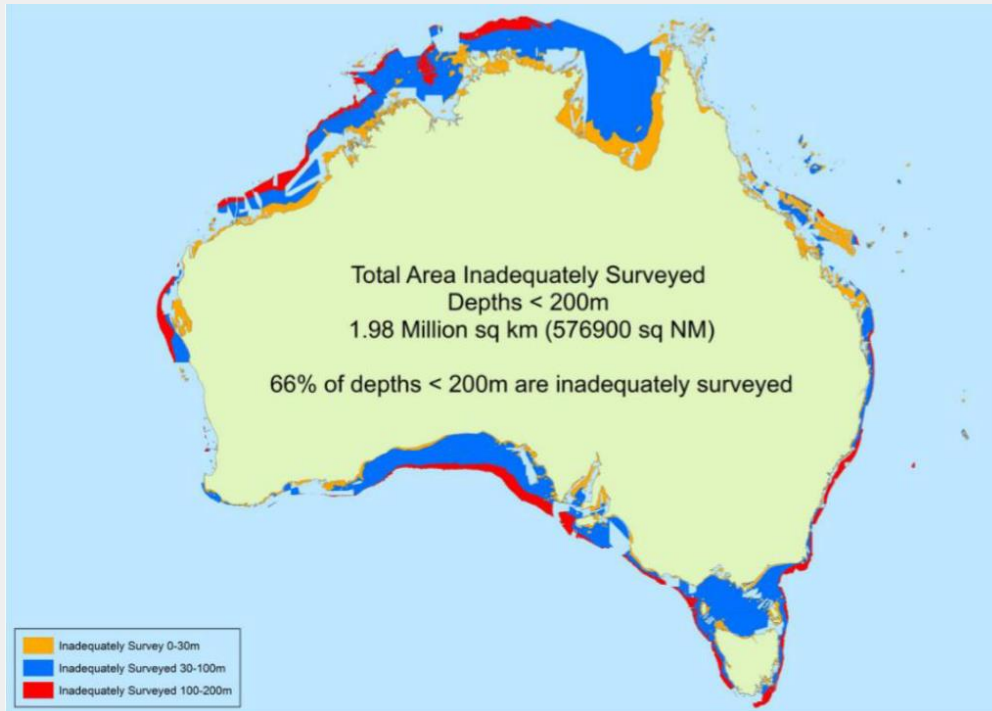 Total Area Inadequately Surveyed
Depths < 200m
1.98 Million sq km (576900 sq NM)
66% of depths < 200m are inadequately surveyed
Inadequately Survey 0-30m
Inadequately Surveyed 30-100m
Inadequately Surveyed 100-200m